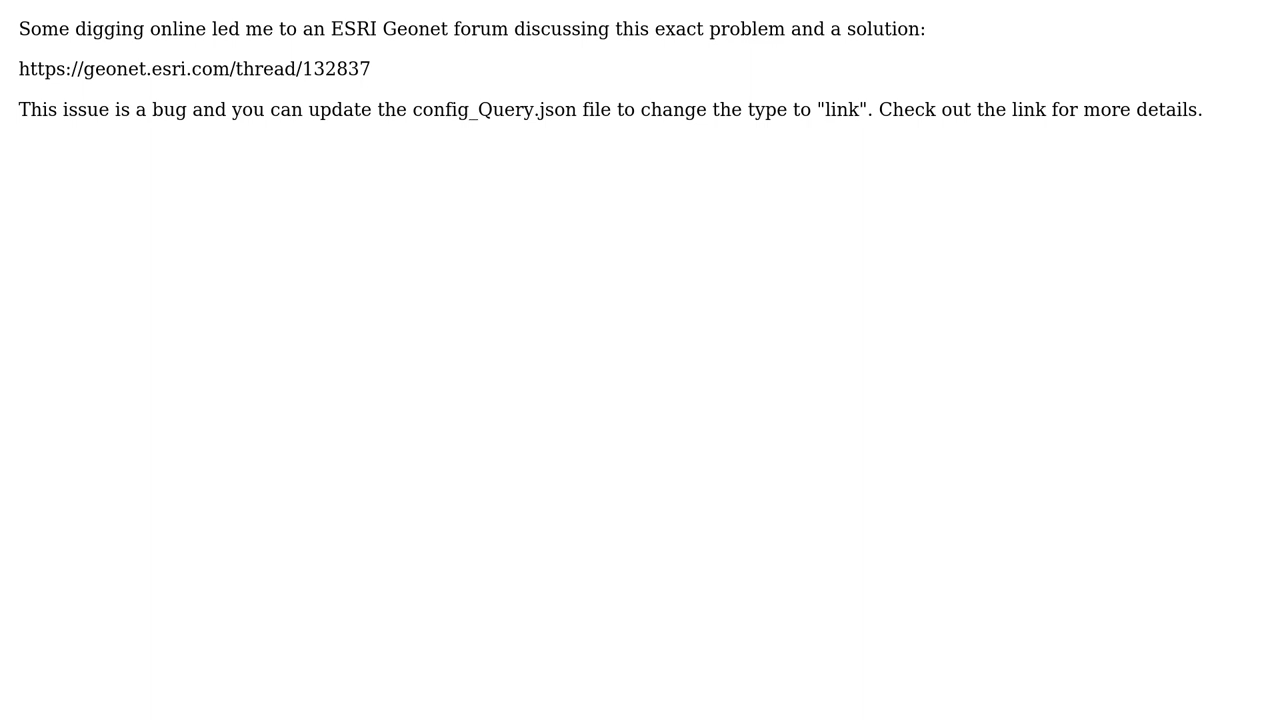 Some digging online led me to an ESRI Geonet forum discussing this exact problem and a solution:
https://geonet.esri.com/thread/132837
This issue is a bug and you can update the config_Query.json file to change the type to "link". Check out the link for more details.